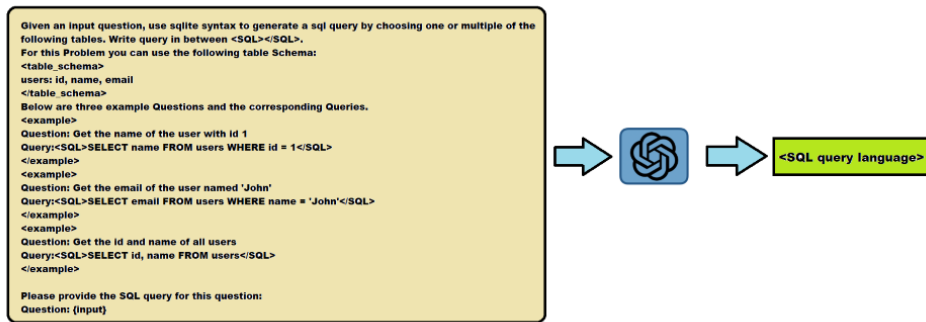 Given an input question, use sqlite syntax to generate a sql query by choosing one or multiple of the
following tables. Write query in between <SQL></SQL>.
For this Problem you can use the following table Schema:
<table_schema>
users: id, name, email
</table_schema>
Below are three example Questions and the corresponding Queries.
<example>
Question: Get the name of the user with id 1
Query:<SQL>SELECT name FROM users WHERE id = 1</SQL>
</example>
<example>
Question: Get the email of the user named 'John'
Query:<SQL>SELECT email FROM users WHERE name = 'John'</SQL>
</example>
<example>
Question: Get the id and name of all users
Query:<SQL>SELECT id, name FROM users</SQL>
</example>
Please provide the SQL query for this question:
Question: {input}
<SQL query language>